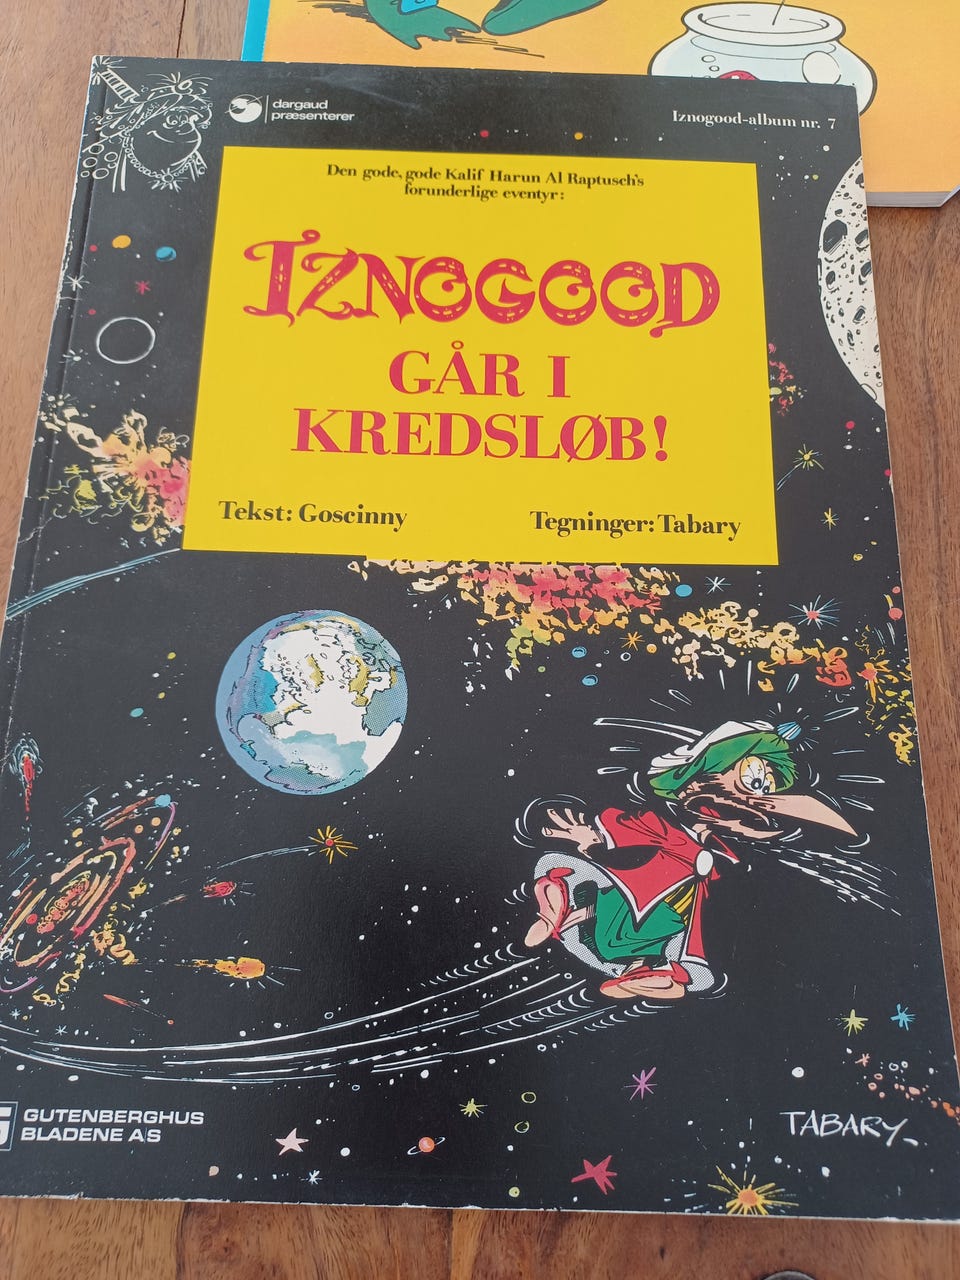 dargaud
præsenterer
Iznogood-album nr. 7
Den gode, gode Kalif Harun Al Raptusch's
forunderlige eventyr:
IZNOGOOD
GÅR I
KREDSLØB!
Tekst: Goscinny
Tegninger: Tabary
GUTENBERGHUS
BLADENE A/S
TABARY